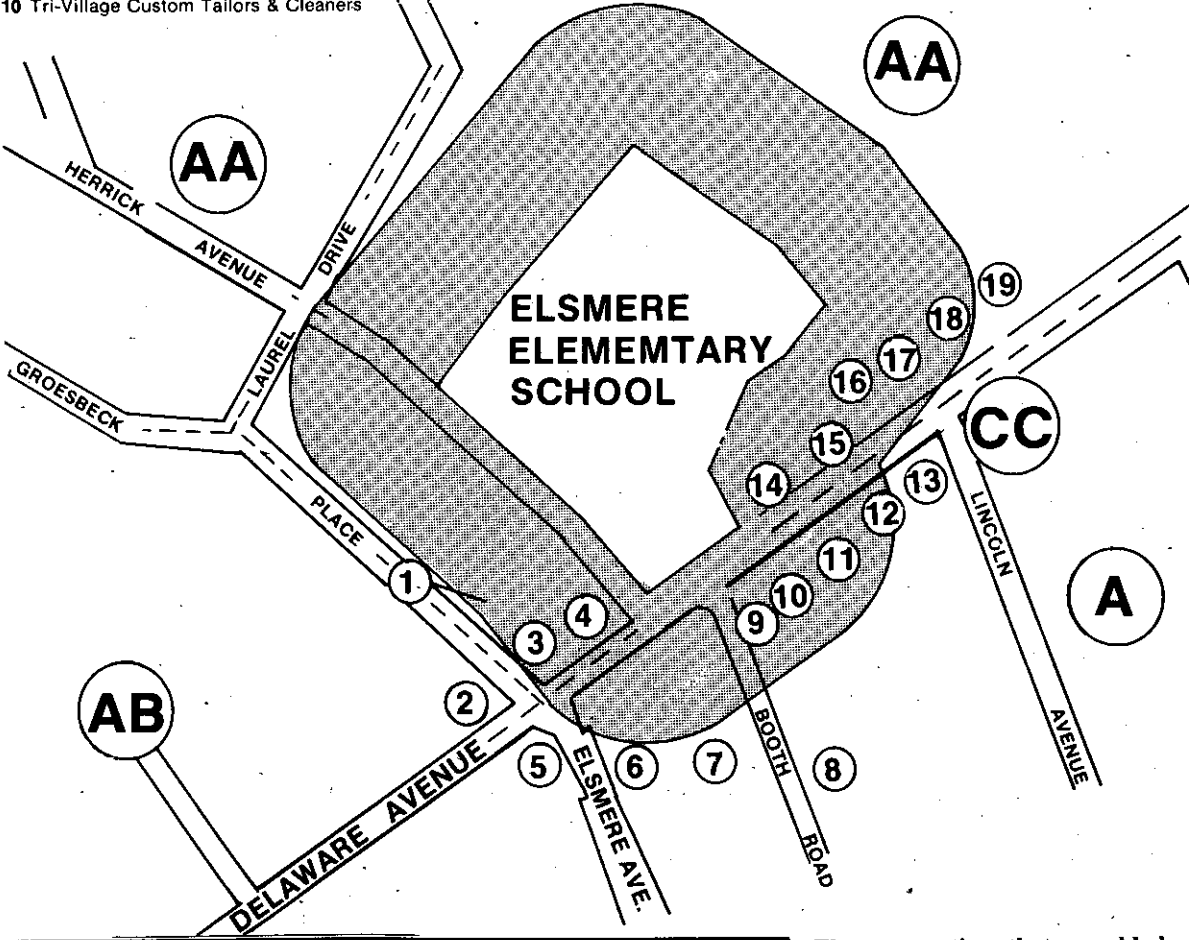 10 Tri-Village Custom Tailors & Cleaners
AA
AA
HERRICK
AVENUE
DRIVE
LAUREL
GROESBECK
PLACE
ELSMERE
ELEMEMTARY
SCHOOL
19
18
17
16
15
14
CC
13
12
11
10
9
LINCOLN
AVENUE
A
1
4
3
2
AB
5
6
7
8
BOOTH
ROAD
ELSMERE AVE.
DELAWARE AVENUE